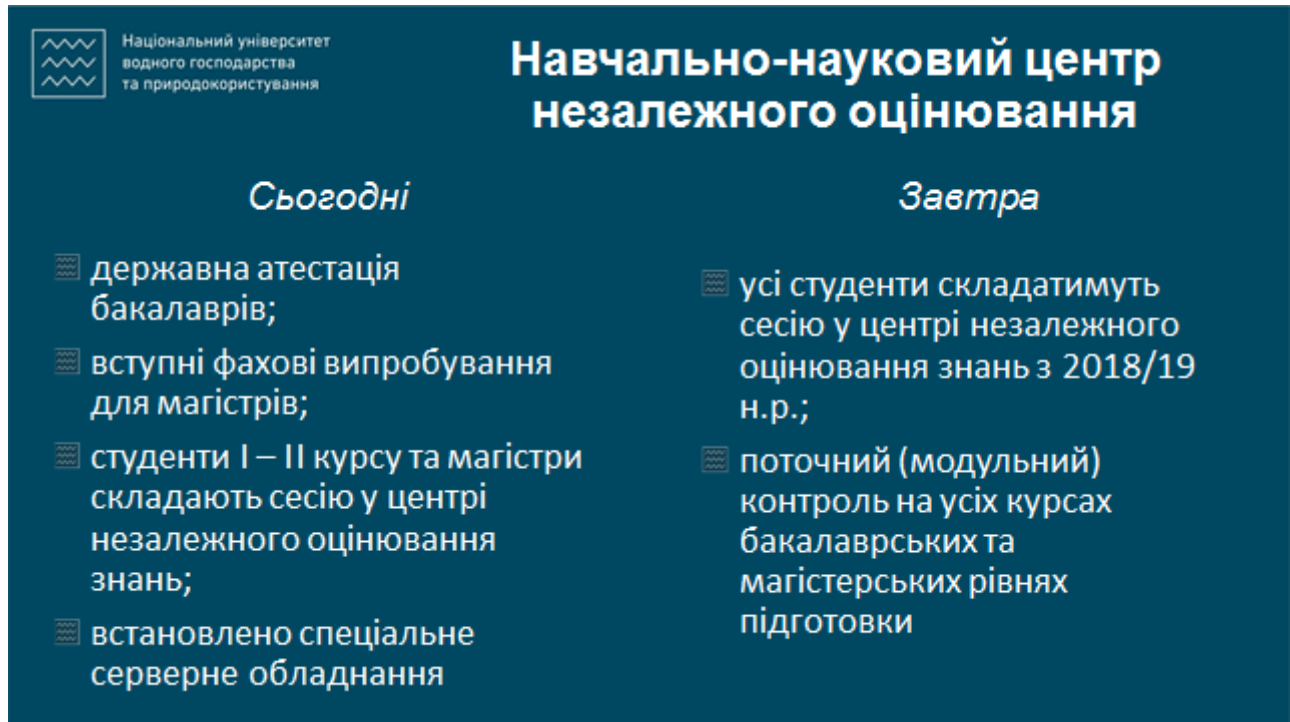 Національний університет
водного господарства
та природокористування
Навчально-науковий центр
незалежного оцінювання
Сьогодні
державна атестація
бакалаврів;
вступні фахові випробування
для магістрів;
студенти І – ІІ курсу та магістри
складають сесію у центрі
незалежного оцінювання
знань;
встановлено спеціальне
серверне обладнання
Завтра
усі студенти складатимуть
сесію у центрі незалежного
оцінювання знань з 2018/19
н.р.;
поточний (модульний)
контроль на усіх курсах
бакалаврських та
магістерських рівнях
підготовки